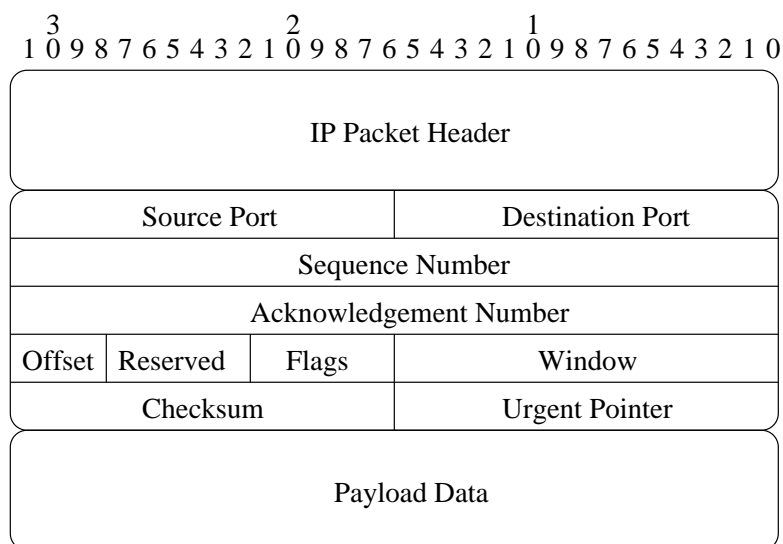 3 2 1
1 0 9 8 7 6 5 4 3 2 1 0 9 8 7 6 5 4 3 2 1 0 9 8 7 6 5 4 3 2 1 0
IP Packet Header
Source Port Destination Port
Sequence Number
Acknowledgement Number
Offset Reserved Flags Window
Checksum Urgent Pointer
Payload Data